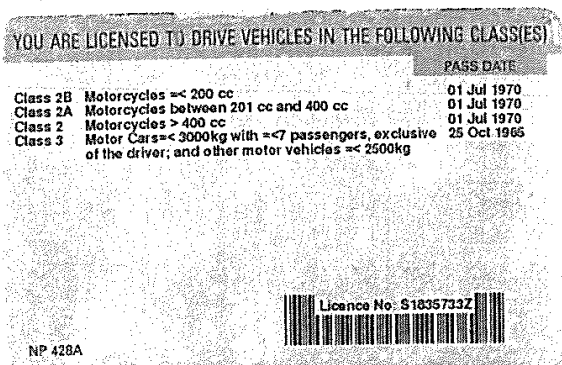 YOU ARE LICENSED TO DRIVE VEHICLES IN THE FOLLOWING CLASS(ES)
PASS DATE
Class 2B Motorcycles =< 200 cc 01 Jul 1970
Class 2A Motorcycles between 201 cc and 400 cc 01 Jul 1970
Class 2 Motorcycles > 400 cc 01 Jul 1970
Class 3 Motor Cars=< 3000kg with =<7 passengers, exclusive 25 Oct 1965
of the driver; and other motor vehicles =< 2500kg
Licence No: S1835733Z
NP 428A